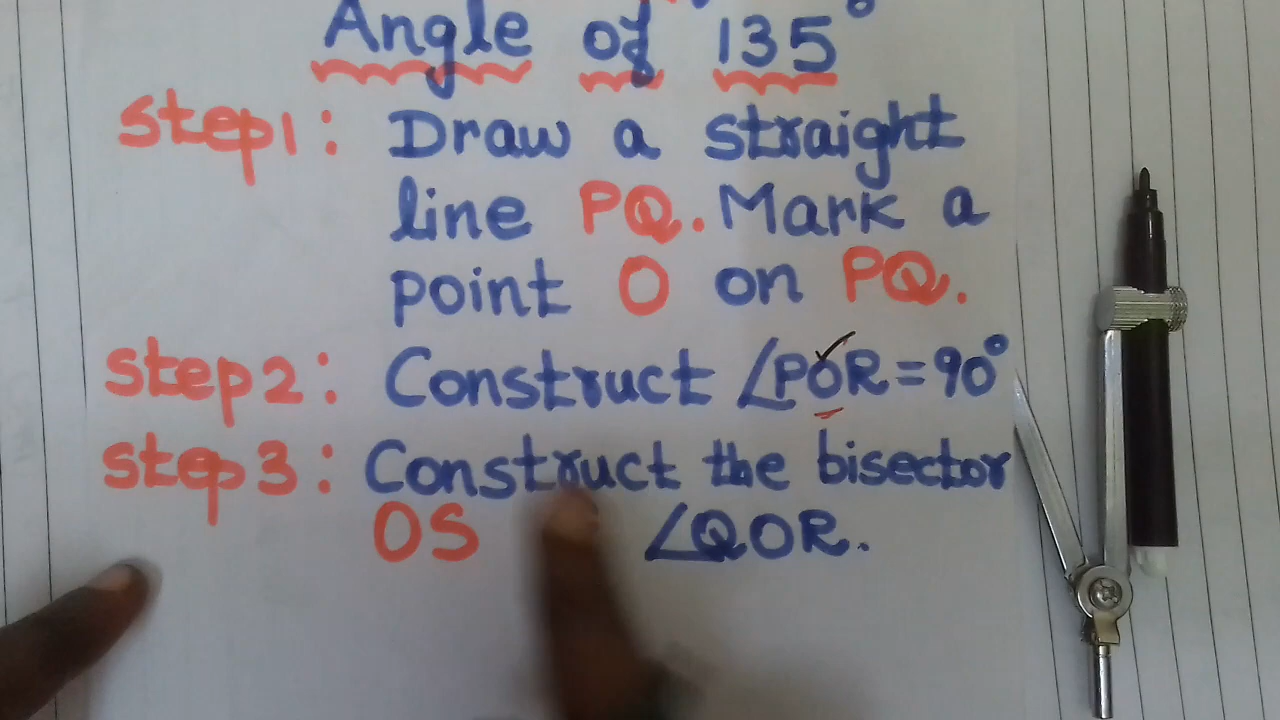 Angle of 135°
Step1: Draw a straight
line PQ. Mark a
point O on PQ.
Step2: Construct ∠POR=90°
Step3: Construct the bisector
OS ∠QOR.